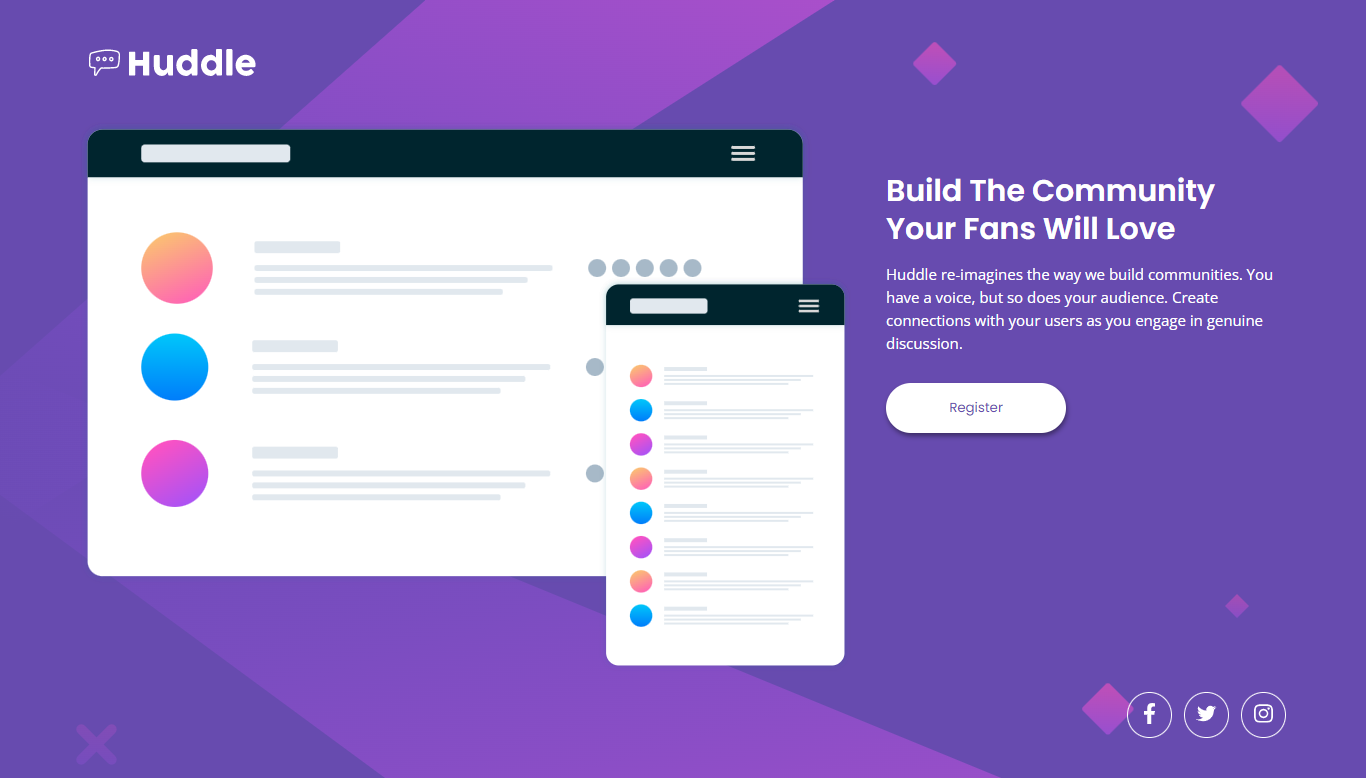 Huddle
Build The Community
Your Fans Will Love
Huddle re-imagines the way we build communities. You
have a voice, but so does your audience. Create
connections with your users as you engage in genuine
discussion.
Register